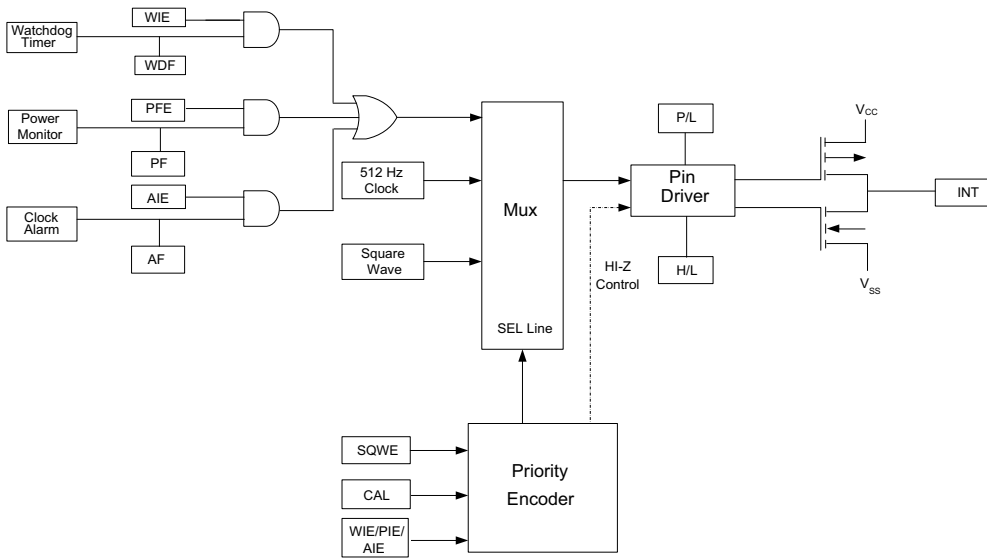 WIE
Watchdog
Timer
WDF
PFE
Power
Monitor
PF
AIE
Clock
Alarm
AF
512 Hz
Clock
Square
Wave
Mux
SEL Line
P/L
Pin
Driver
H/L
HI-Z
Control
VCC
INT
VSS
SQWE
CAL
WIE/PIE/
AIE
Priority
Encoder